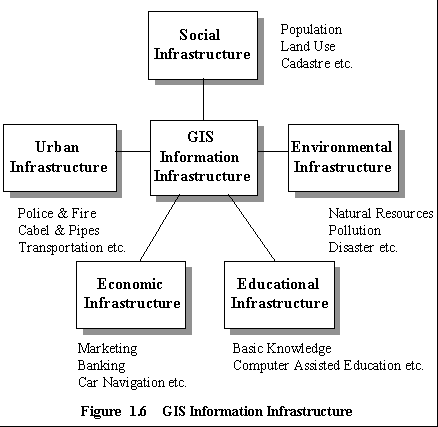 Social
Infrastructure
Population
Land Use
Cadastre etc.
Urban
Infrastructure
GIS
Information
Infrastructure
Environmental
Infrastructure
Police & Fire
Cabel & Pipes
Transportation etc.
Natural Resources
Pollution
Disaster etc.
Economic
Infrastructure
Educational
Infrastructure
Marketing
Banking
Car Navigation etc.
Basic Knowledge
Computer Assisted Education etc.
Figure 1.6 GIS Information Infrastructure